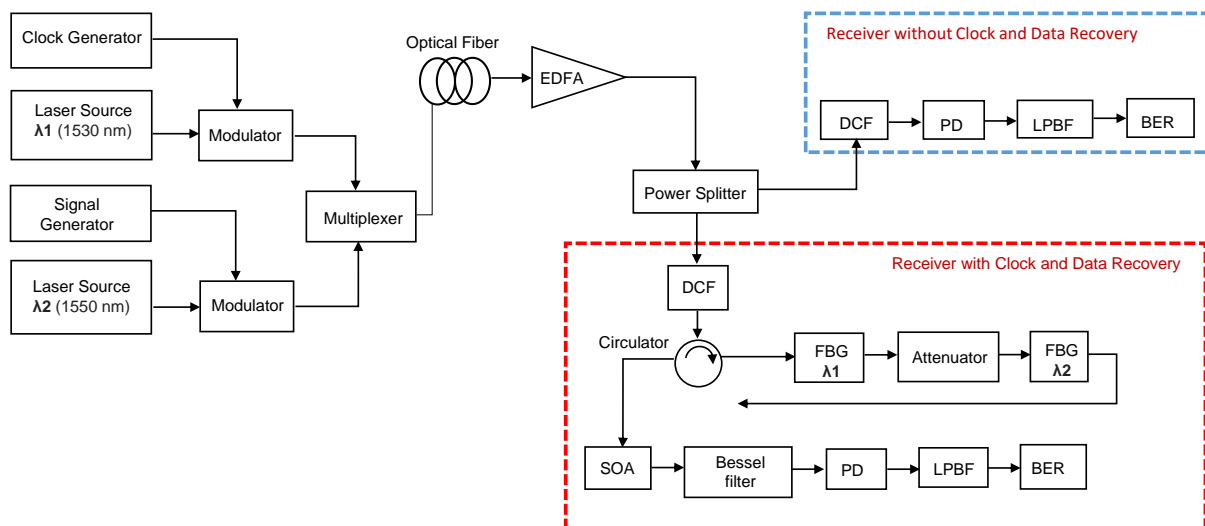 Clock Generator
Laser Source
λ1 (1530 nm)
Modulator
Signal
Generator
Laser Source
λ2 (1550 nm)
Modulator
Multiplexer
Optical Fiber
EDFA
Power Splitter
Receiver without Clock and Data Recovery
DCF
PD
LPBF
BER
Receiver with Clock and Data Recovery
DCF
Circulator
FBG
λ1
Attenuator
FBG
λ2
SOA
Bessel
filter
PD
LPBF
BER